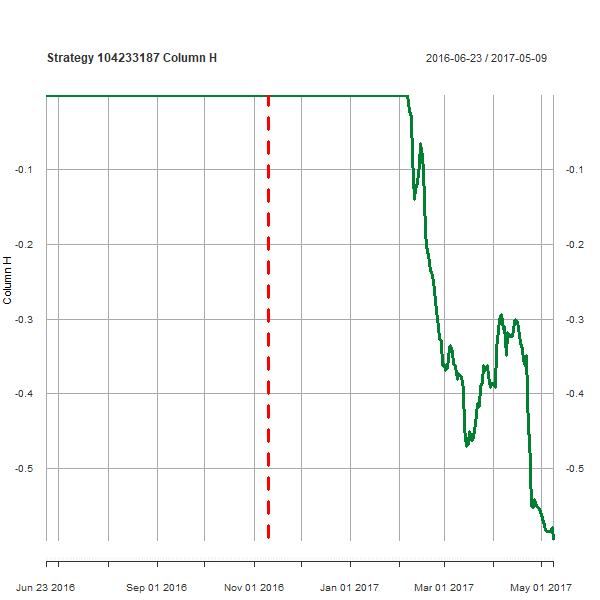 Strategy 104233187 Column H
2016-06-23 / 2017-05-09
-0.1
-0.1
-0.2
-0.2
-0.3
-0.3
-0.4
-0.4
-0.5
-0.5
Column H
Jun 23 2016
Sep 01 2016
Nov 01 2016
Jan 01 2017
Mar 01 2017
May 01 2017